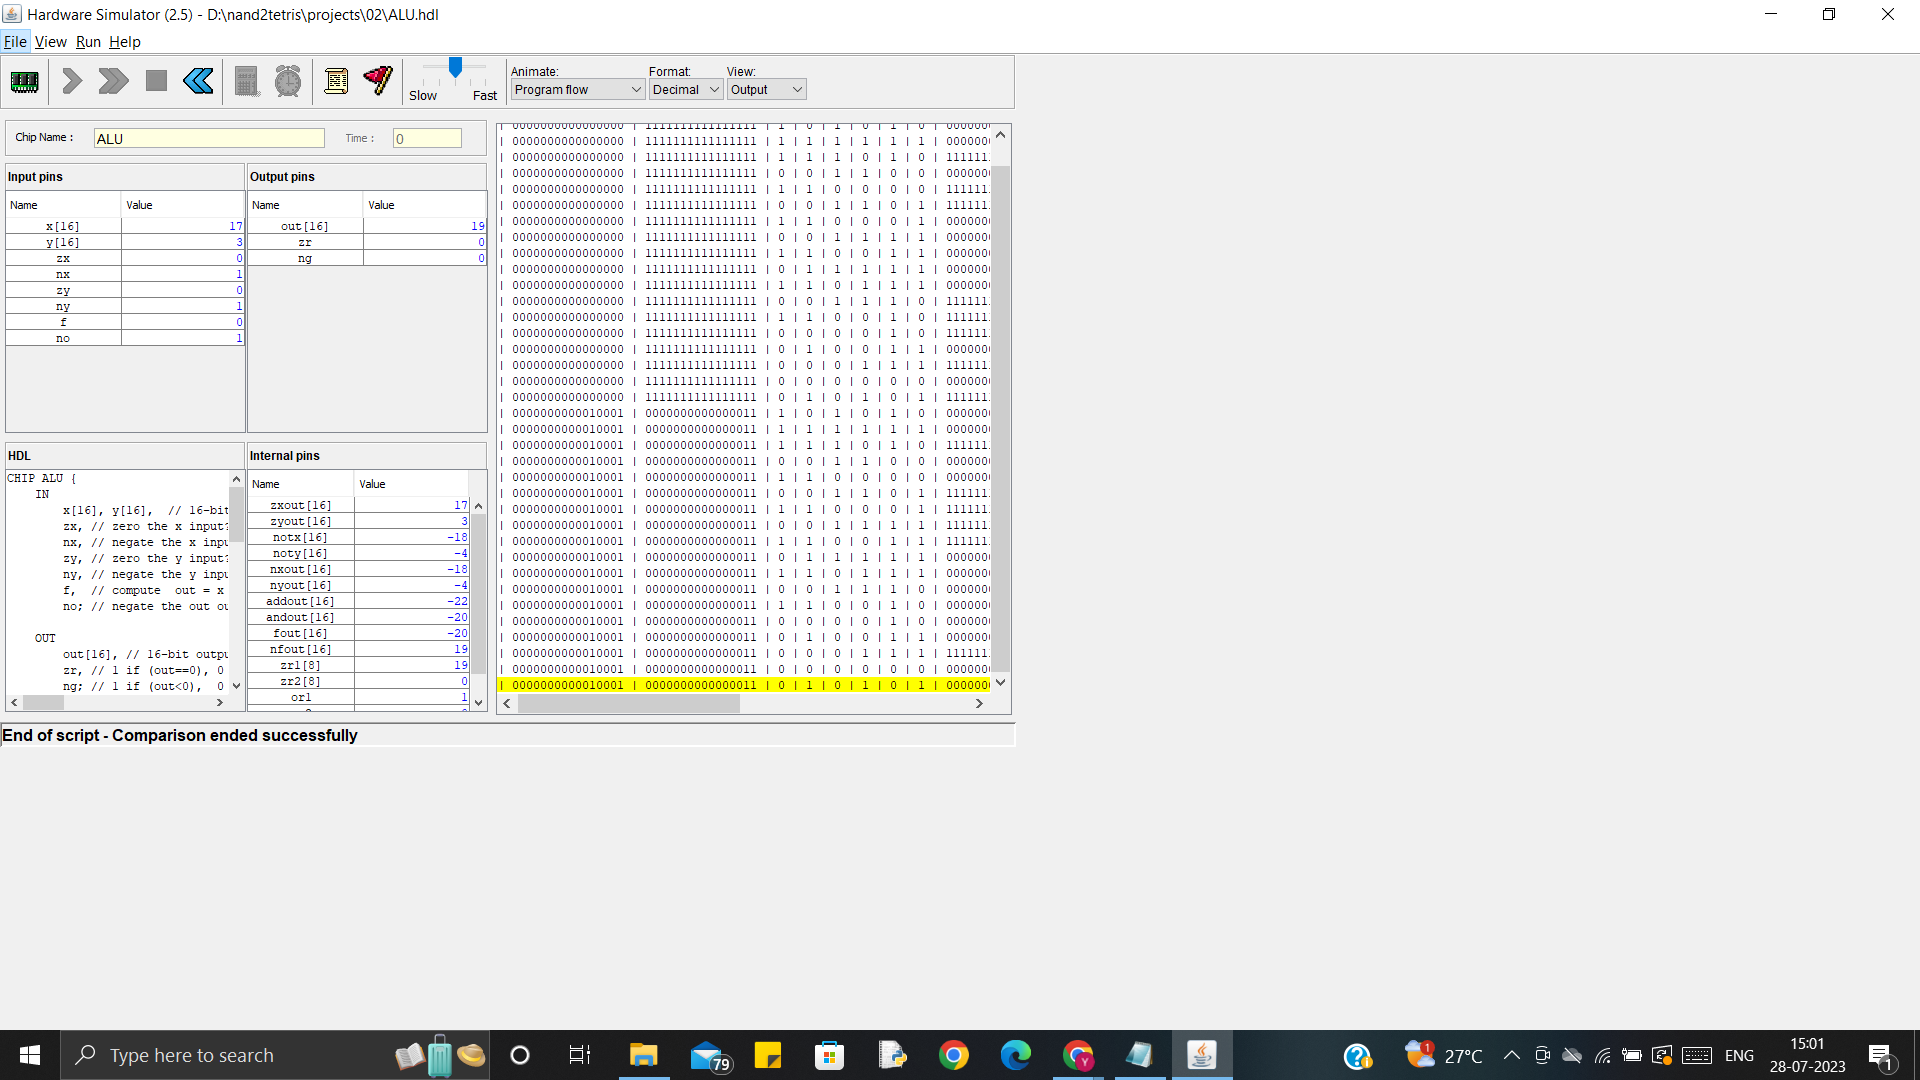 Hardware Simulator (2.5) - D:\nand2tetris\projects\02\ALU.hdl
File View Run Help
Slow Fast
Animate: Format: View:
Program flow Decimal Output
Chip Name : ALU Time : 0
Input pins
Name Value
x[16] 17
y[16] 3
zx 0
nx 1
zy 0
ny 1
f 0
no 1
Output pins
Name Value
out[16] 19
zr 0
ng 0
HDL
CHIP ALU {
IN
x[16], y[16], // 16-bit
zx, // zero the x input?
nx, // negate the x inpu
zy, // zero the y input?
ny, // negate the y inpu
f, // compute out = x
no; // negate the out ou
OUT
out[16], // 16-bit outpu
zr, // 1 if (out==0), 0
ng; // 1 if (out<0), 0
Internal pins
Name Value
zxout[16] 17
zyout[16] 3
notx[16] -18
noty[16] -4
nxout[16] -18
nyout[16] -4
addout[16] -22
andout[16] -20
fout[16] -20
nfout[16] 19
zr1[8] 19
zr2[8] 0
or1 1
| 0000000000000000 | 1111111111111111 | 1 | 0 | 1 | 0 | 1 | 0 | 000000
| 0000000000000000 | 1111111111111111 | 1 | 1 | 1 | 1 | 1 | 1 | 000000
| 0000000000000000 | 1111111111111111 | 1 | 1 | 1 | 0 | 1 | 0 | 111111
| 0000000000000000 | 1111111111111111 | 0 | 0 | 1 | 1 | 0 | 0 | 000000
| 0000000000000000 | 1111111111111111 | 1 | 1 | 0 | 0 | 0 | 0 | 111111
| 0000000000000000 | 1111111111111111 | 0 | 0 | 1 | 1 | 0 | 1 | 111111
| 0000000000000000 | 1111111111111111 | 1 | 1 | 0 | 0 | 0 | 1 | 000000
| 0000000000000000 | 1111111111111111 | 0 | 0 | 1 | 1 | 1 | 1 | 000000
| 0000000000000000 | 1111111111111111 | 1 | 1 | 0 | 0 | 1 | 1 | 000000
| 0000000000000000 | 1111111111111111 | 0 | 1 | 1 | 1 | 1 | 1 | 000000
| 0000000000000000 | 1111111111111111 | 1 | 1 | 0 | 1 | 1 | 1 | 000000
| 0000000000000000 | 1111111111111111 | 0 | 0 | 1 | 1 | 1 | 0 | 111111
| 0000000000000000 | 1111111111111111 | 1 | 1 | 0 | 0 | 1 | 0 | 111111
| 0000000000000000 | 1111111111111111 | 0 | 0 | 0 | 0 | 1 | 0 | 111111
| 0000000000000000 | 1111111111111111 | 0 | 1 | 0 | 0 | 1 | 1 | 000000
| 0000000000000000 | 1111111111111111 | 0 | 0 | 0 | 1 | 1 | 1 | 111111
| 0000000000000000 | 1111111111111111 | 0 | 0 | 0 | 0 | 0 | 0 | 000000
| 0000000000000000 | 1111111111111111 | 0 | 1 | 0 | 1 | 0 | 1 | 111111
| 0000000000010001 | 0000000000000011 | 1 | 0 | 1 | 0 | 1 | 0 | 000000
| 0000000000010001 | 0000000000000011 | 1 | 1 | 1 | 1 | 1 | 1 | 000000
| 0000000000010001 | 0000000000000011 | 1 | 1 | 1 | 0 | 1 | 0 | 111111
| 0000000000010001 | 0000000000000011 | 0 | 0 | 1 | 1 | 0 | 0 | 000000
| 0000000000010001 | 0000000000000011 | 1 | 1 | 0 | 0 | 0 | 0 | 000000
| 0000000000010001 | 0000000000000011 | 0 | 0 | 1 | 1 | 0 | 1 | 111111
| 0000000000010001 | 0000000000000011 | 1 | 1 | 0 | 0 | 0 | 1 | 111111
| 0000000000010001 | 0000000000000011 | 0 | 0 | 1 | 1 | 1 | 1 | 111111
| 0000000000010001 | 0000000000000011 | 1 | 1 | 0 | 0 | 1 | 1 | 111111
| 0000000000010001 | 0000000000000011 | 0 | 1 | 1 | 1 | 1 | 1 | 000000
| 0000000000010001 | 0000000000000011 | 1 | 1 | 0 | 1 | 1 | 1 | 000000
| 0000000000010001 | 0000000000000011 | 0 | 0 | 1 | 1 | 1 | 0 | 000000
| 0000000000010001 | 0000000000000011 | 1 | 1 | 0 | 0 | 1 | 0 | 000000
| 0000000000010001 | 0000000000000011 | 0 | 0 | 0 | 0 | 1 | 0 | 000000
| 0000000000010001 | 0000000000000011 | 0 | 1 | 0 | 0 | 1 | 1 | 000000
| 0000000000010001 | 0000000000000011 | 0 | 0 | 0 | 1 | 1 | 1 | 111111
| 0000000000010001 | 0000000000000011 | 0 | 0 | 0 | 0 | 0 | 0 | 000000
| 0000000000010001 | 0000000000000011 | 0 | 1 | 0 | 1 | 0 | 1 | 000000
End of script - Comparison ended successfully
Type here to search
79
1
27°C
ENG
15:01
28-07-2023
1